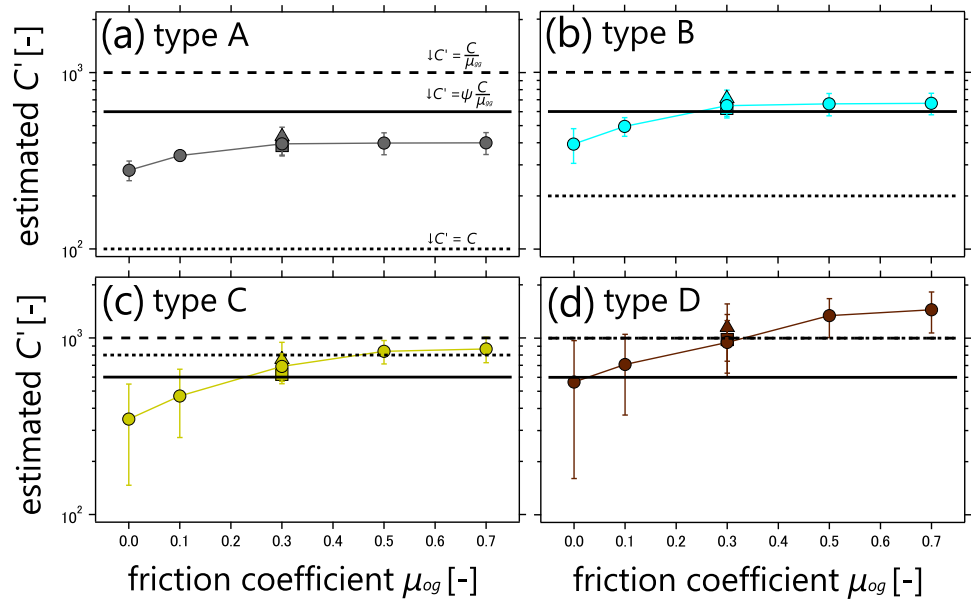 (a) type A
↓C' = C/μgg
↓C' = ψ C/μgg
↓C' = C
(b) type B
estimated C' [-]
10³
10²
(c) type C
(d) type D
estimated C' [-]
10³
10²
0.0 0.1 0.2 0.3 0.4 0.5 0.6 0.7
0.0 0.1 0.2 0.3 0.4 0.5 0.6 0.7
friction coefficient μog [-]
friction coefficient μog [-]